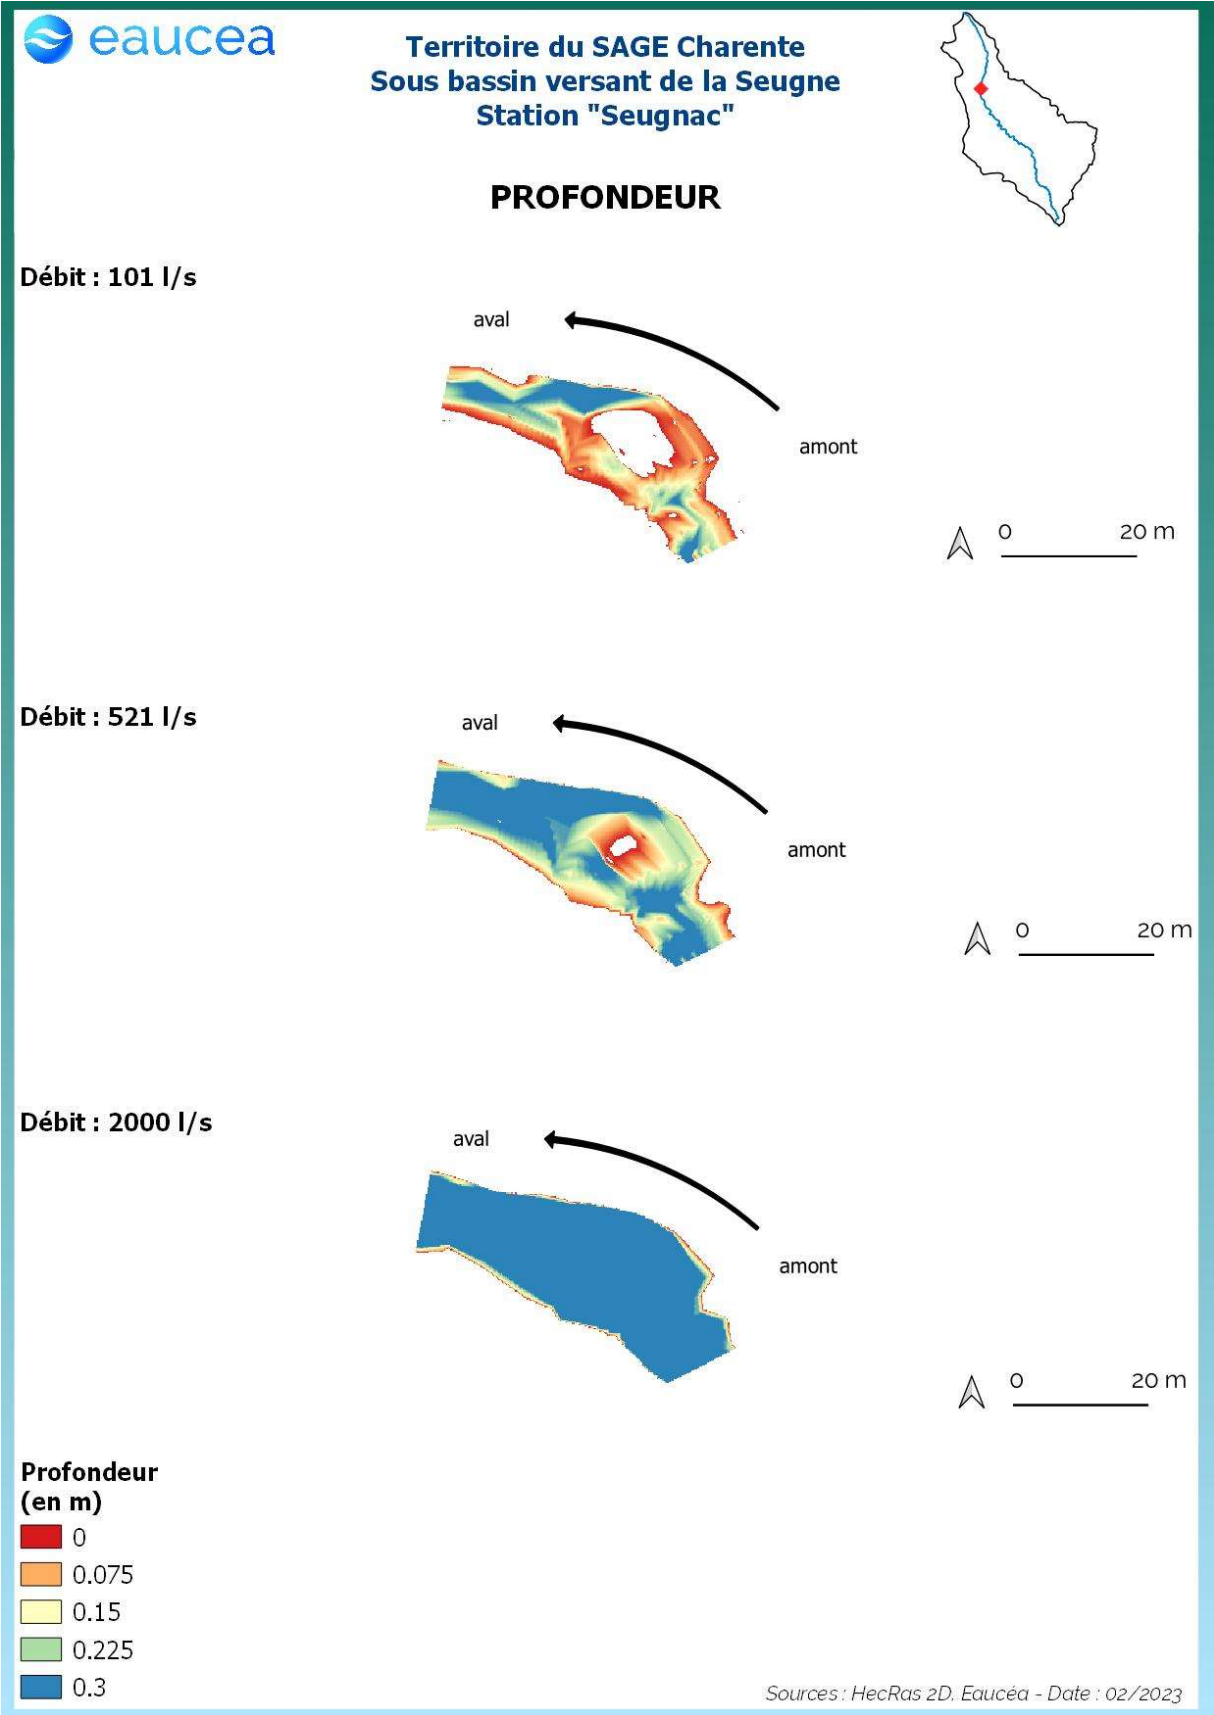 eaucea
Territoire du SAGE Charente
Sous bassin versant de la Seugne
Station "Seugnac"
PROFONDEUR
Débit : 101 l/s
aval
amont
0 20 m
Débit : 521 l/s
aval
amont
0 20 m
Débit : 2000 l/s
aval
amont
0 20 m
Profondeur
(en m)
0
0.075
0.15
0.225
0.3
Sources : HecRas 2D, Eaucéa - Date : 02/2023